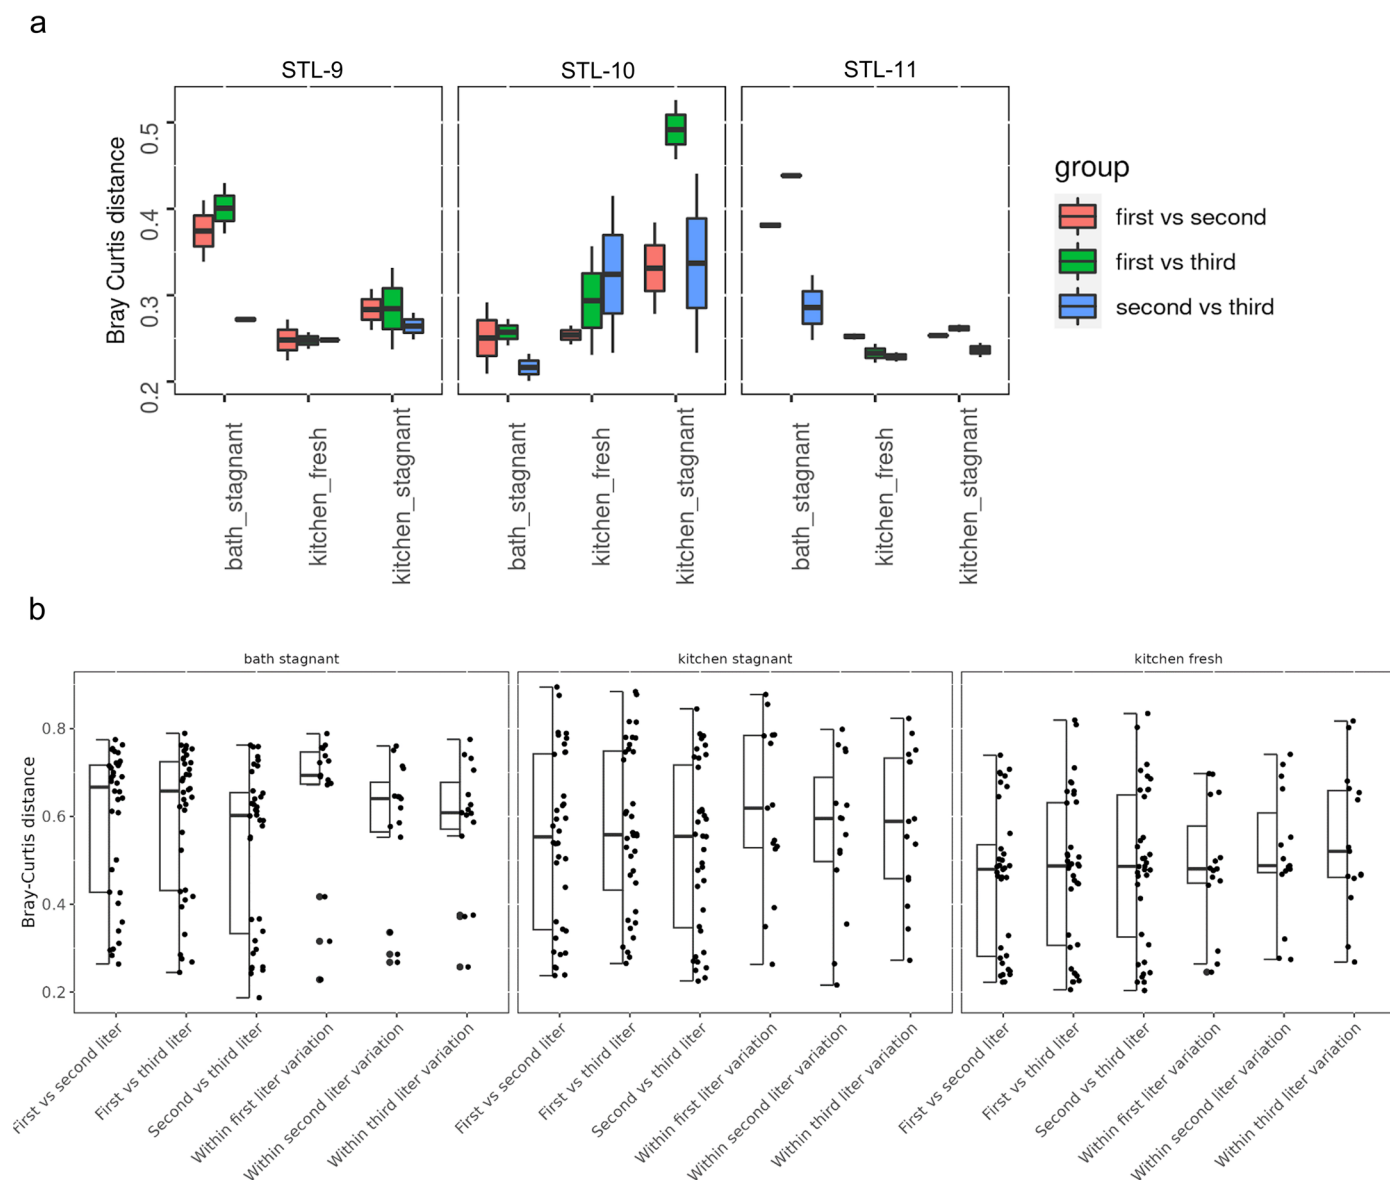 a
STL-9
STL-10
STL-11
Bray Curtis distance
0.5
0.4
0.3
0.2
bath_stagnant
kitchen_fresh
kitchen_stagnant
bath_stagnant
kitchen_fresh
kitchen_stagnant
bath_stagnant
kitchen_fresh
kitchen_stagnant
group
first vs second
first vs third
second vs third
b
bath stagnant
kitchen stagnant
kitchen fresh
Bray-Curtis distance
0.8
0.6
0.4
0.2
First vs second liter
First vs third liter
Second vs third liter
Within first liter variation
Within second liter variation
Within third liter variation
First vs second liter
First vs third liter
Second vs third liter
Within first liter variation
Within second liter variation
Within third liter variation
First vs second liter
First vs third liter
Second vs third liter
Within first liter variation
Within second liter variation
Within third liter variation